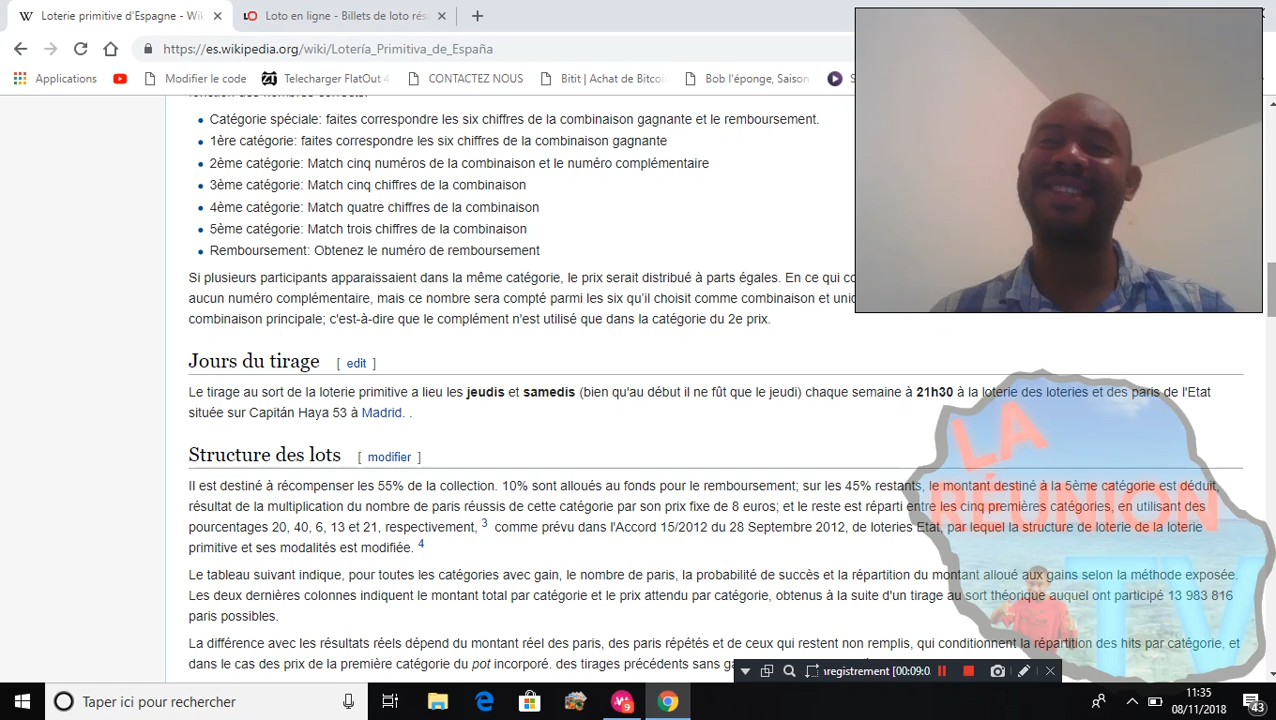 Loterie primitive d'Espagne - Wi
Loto en ligne - Billets de loto rés
https://es.wikipedia.org/wiki/Lotería_Primitiva_de_España
Applications
Modifier le code
Telecharger FlatOut 4
CONTACTEZ NOUS
Bitit | Achat de Bitcoi
Bob l'éponge, Saison
Catégorie spéciale: faites correspondre les six chiffres de la combinaison gagnante et le remboursement.
1ère catégorie: faites correspondre les six chiffres de la combinaison gagnante
2ème catégorie: Match cinq numéros de la combinaison et le numéro complémentaire
3ème catégorie: Match cinq chiffres de la combinaison
4ème catégorie: Match quatre chiffres de la combinaison
5ème catégorie: Match trois chiffres de la combinaison
Remboursement: Obtenez le numéro de remboursement
Si plusieurs participants apparaissaient dans la même catégorie, le prix serait distribué à parts égales. En ce qui co
aucun numéro complémentaire, mais ce nombre sera compté parmi les six qu'il choisit comme combinaison et unic
combinaison principale; c'est-à-dire que le complément n'est utilisé que dans la catégorie du 2e prix.
Jours du tirage [ edit ]
Le tirage au sort de la loterie primitive a lieu les jeudis et samedis (bien qu'au début il ne fût que le jeudi) chaque semaine à 21h30 à la loterie des loteries et des paris de l'Etat
située sur Capitán Haya 53 à Madrid. .
Structure des lots [ modifier ]
Il est destiné à récompenser les 55% de la collection. 10% sont alloués au fonds pour le remboursement; sur les 45% restants, le montant destiné à la 5ème catégorie est déduit,
résultat de la multiplication du nombre de paris réussis de cette catégorie par son prix fixe de 8 euros; et le reste est réparti entre les cinq premières catégories, en utilisant des
pourcentages 20, 40, 6, 13 et 21, respectivement, 3 comme prévu dans l'Accord 15/2012 du 28 Septembre 2012, de loteries Etat, par lequel la structure de loterie de la loterie
primitive et ses modalités est modifiée. 4
Le tableau suivant indique, pour toutes les catégories avec gain, le nombre de paris, la probabilité de succès et la répartition du montant alloué aux gains selon la méthode exposée.
Les deux dernières colonnes indiquent le montant total par catégorie et le prix attendu par catégorie, obtenus à la suite d'un tirage au sort théorique auquel ont participé 13 983 816
paris possibles.
La différence avec les résultats réels dépend du montant réel des paris, des paris répétés et de ceux qui restent non remplis, qui conditionnent la répartition des hits par catégorie, et
dans le cas des prix de la première catégorie du pot incorporé. des tirages précédents sans ga
LA
RÉUNION
TV
nregistrement [00:09:0
Taper ici pour rechercher
11:35
08/11/2018
43